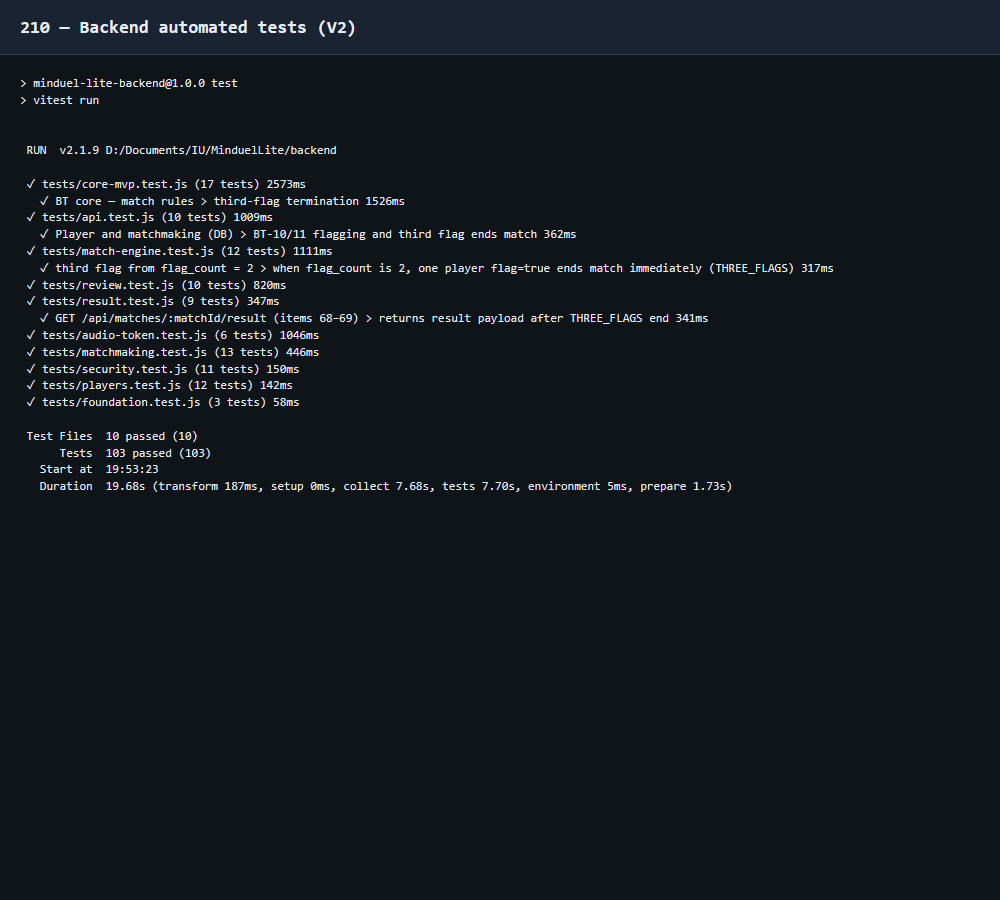 210 — Backend automated tests (V2)
> minduel-lite-backend@1.0.0 test
> vitest run
RUN  v2.1.9 D:/Documents/IU/MinduelLite/backend
✓ tests/core-mvp.test.js (17 tests) 2573ms
✓ BT core — match rules > third-flag termination 1526ms
✓ tests/api.test.js (10 tests) 1009ms
✓ Player and matchmaking (DB) > BT-10/11 flagging and third flag ends match 362ms
✓ tests/match-engine.test.js (12 tests) 1111ms
✓ third flag from flag_count = 2 > when flag_count is 2, one player flag=true ends match immediately (THREE_FLAGS) 317ms
✓ tests/review.test.js (10 tests) 820ms
✓ tests/result.test.js (9 tests) 347ms
✓ GET /api/matches/:matchId/result (items 68–69) > returns result payload after THREE_FLAGS end 341ms
✓ tests/audio-token.test.js (6 tests) 1046ms
✓ tests/matchmaking.test.js (13 tests) 446ms
✓ tests/security.test.js (11 tests) 150ms
✓ tests/players.test.js (12 tests) 142ms
✓ tests/foundation.test.js (3 tests) 58ms
Test Files  10 passed (10)
Tests  103 passed (103)
Start at  19:53:23
Duration  19.68s (transform 187ms, setup 0ms, collect 7.68s, tests 7.70s, environment 5ms, prepare 1.73s)